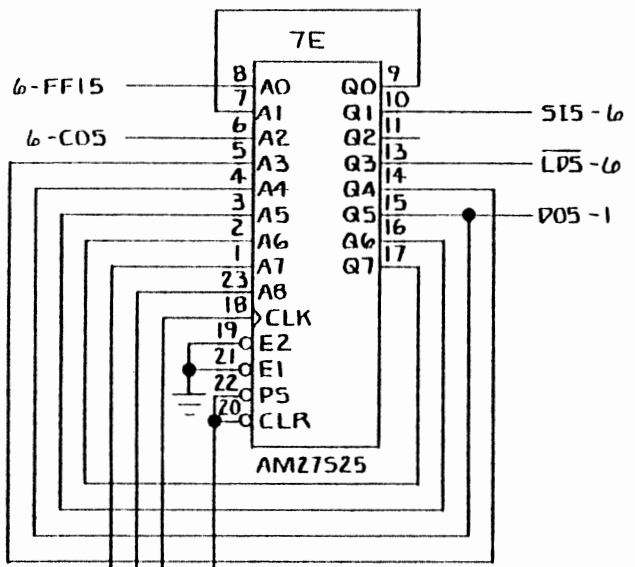 7E
8 A0 Q0 9
6-FF15
7 A1 Q1 10 SI5-6
6 A2 Q2 11
6-C05
5 A3 Q3 13 LD5-6
4 A4 Q4 14
3 A5 Q5 15 D05-1
2 A6 Q6 16
1 A7 Q7 17
23 A8
18 CLK
19 E2
21 E1
22 PS
20 CLR
AM27S25